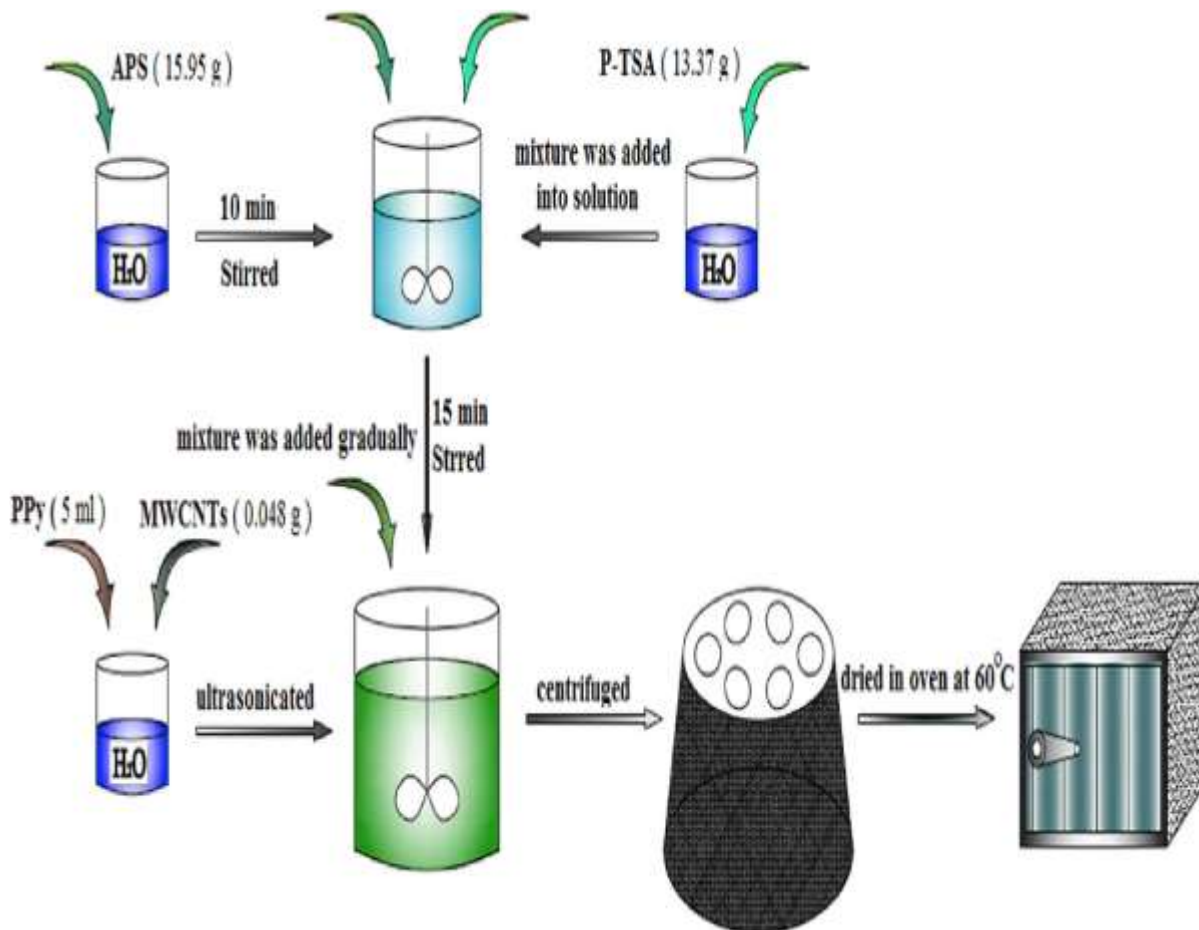 APS ( 15.95 g )
P-TSA ( 13.37 g )
H₂O
10 min
Stirred
mixture was added
into solution
H₂O
mixture was added gradually
15 min
Strred
PPy ( 5 ml )
MWCNTs ( 0.048 g )
H₂O
ultrasonicated
centrifuged
dried in oven at 60°C